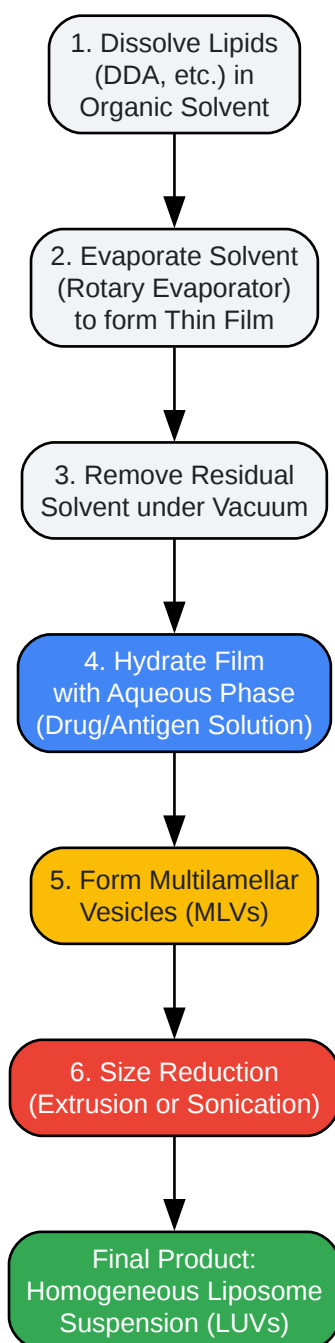 1. Dissolve Lipids
(DDA, etc.) in
Organic Solvent
2. Evaporate Solvent
(Rotary Evaporator)
to form Thin Film
3. Remove Residual
Solvent under Vacuum
4. Hydrate Film
with Aqueous Phase
(Drug/Antigen Solution)
5. Form Multilamellar
Vesicles (MLVs)
6. Size Reduction
(Extrusion or Sonication)
Final Product:
Homogeneous Liposome
Suspension (LUVs)